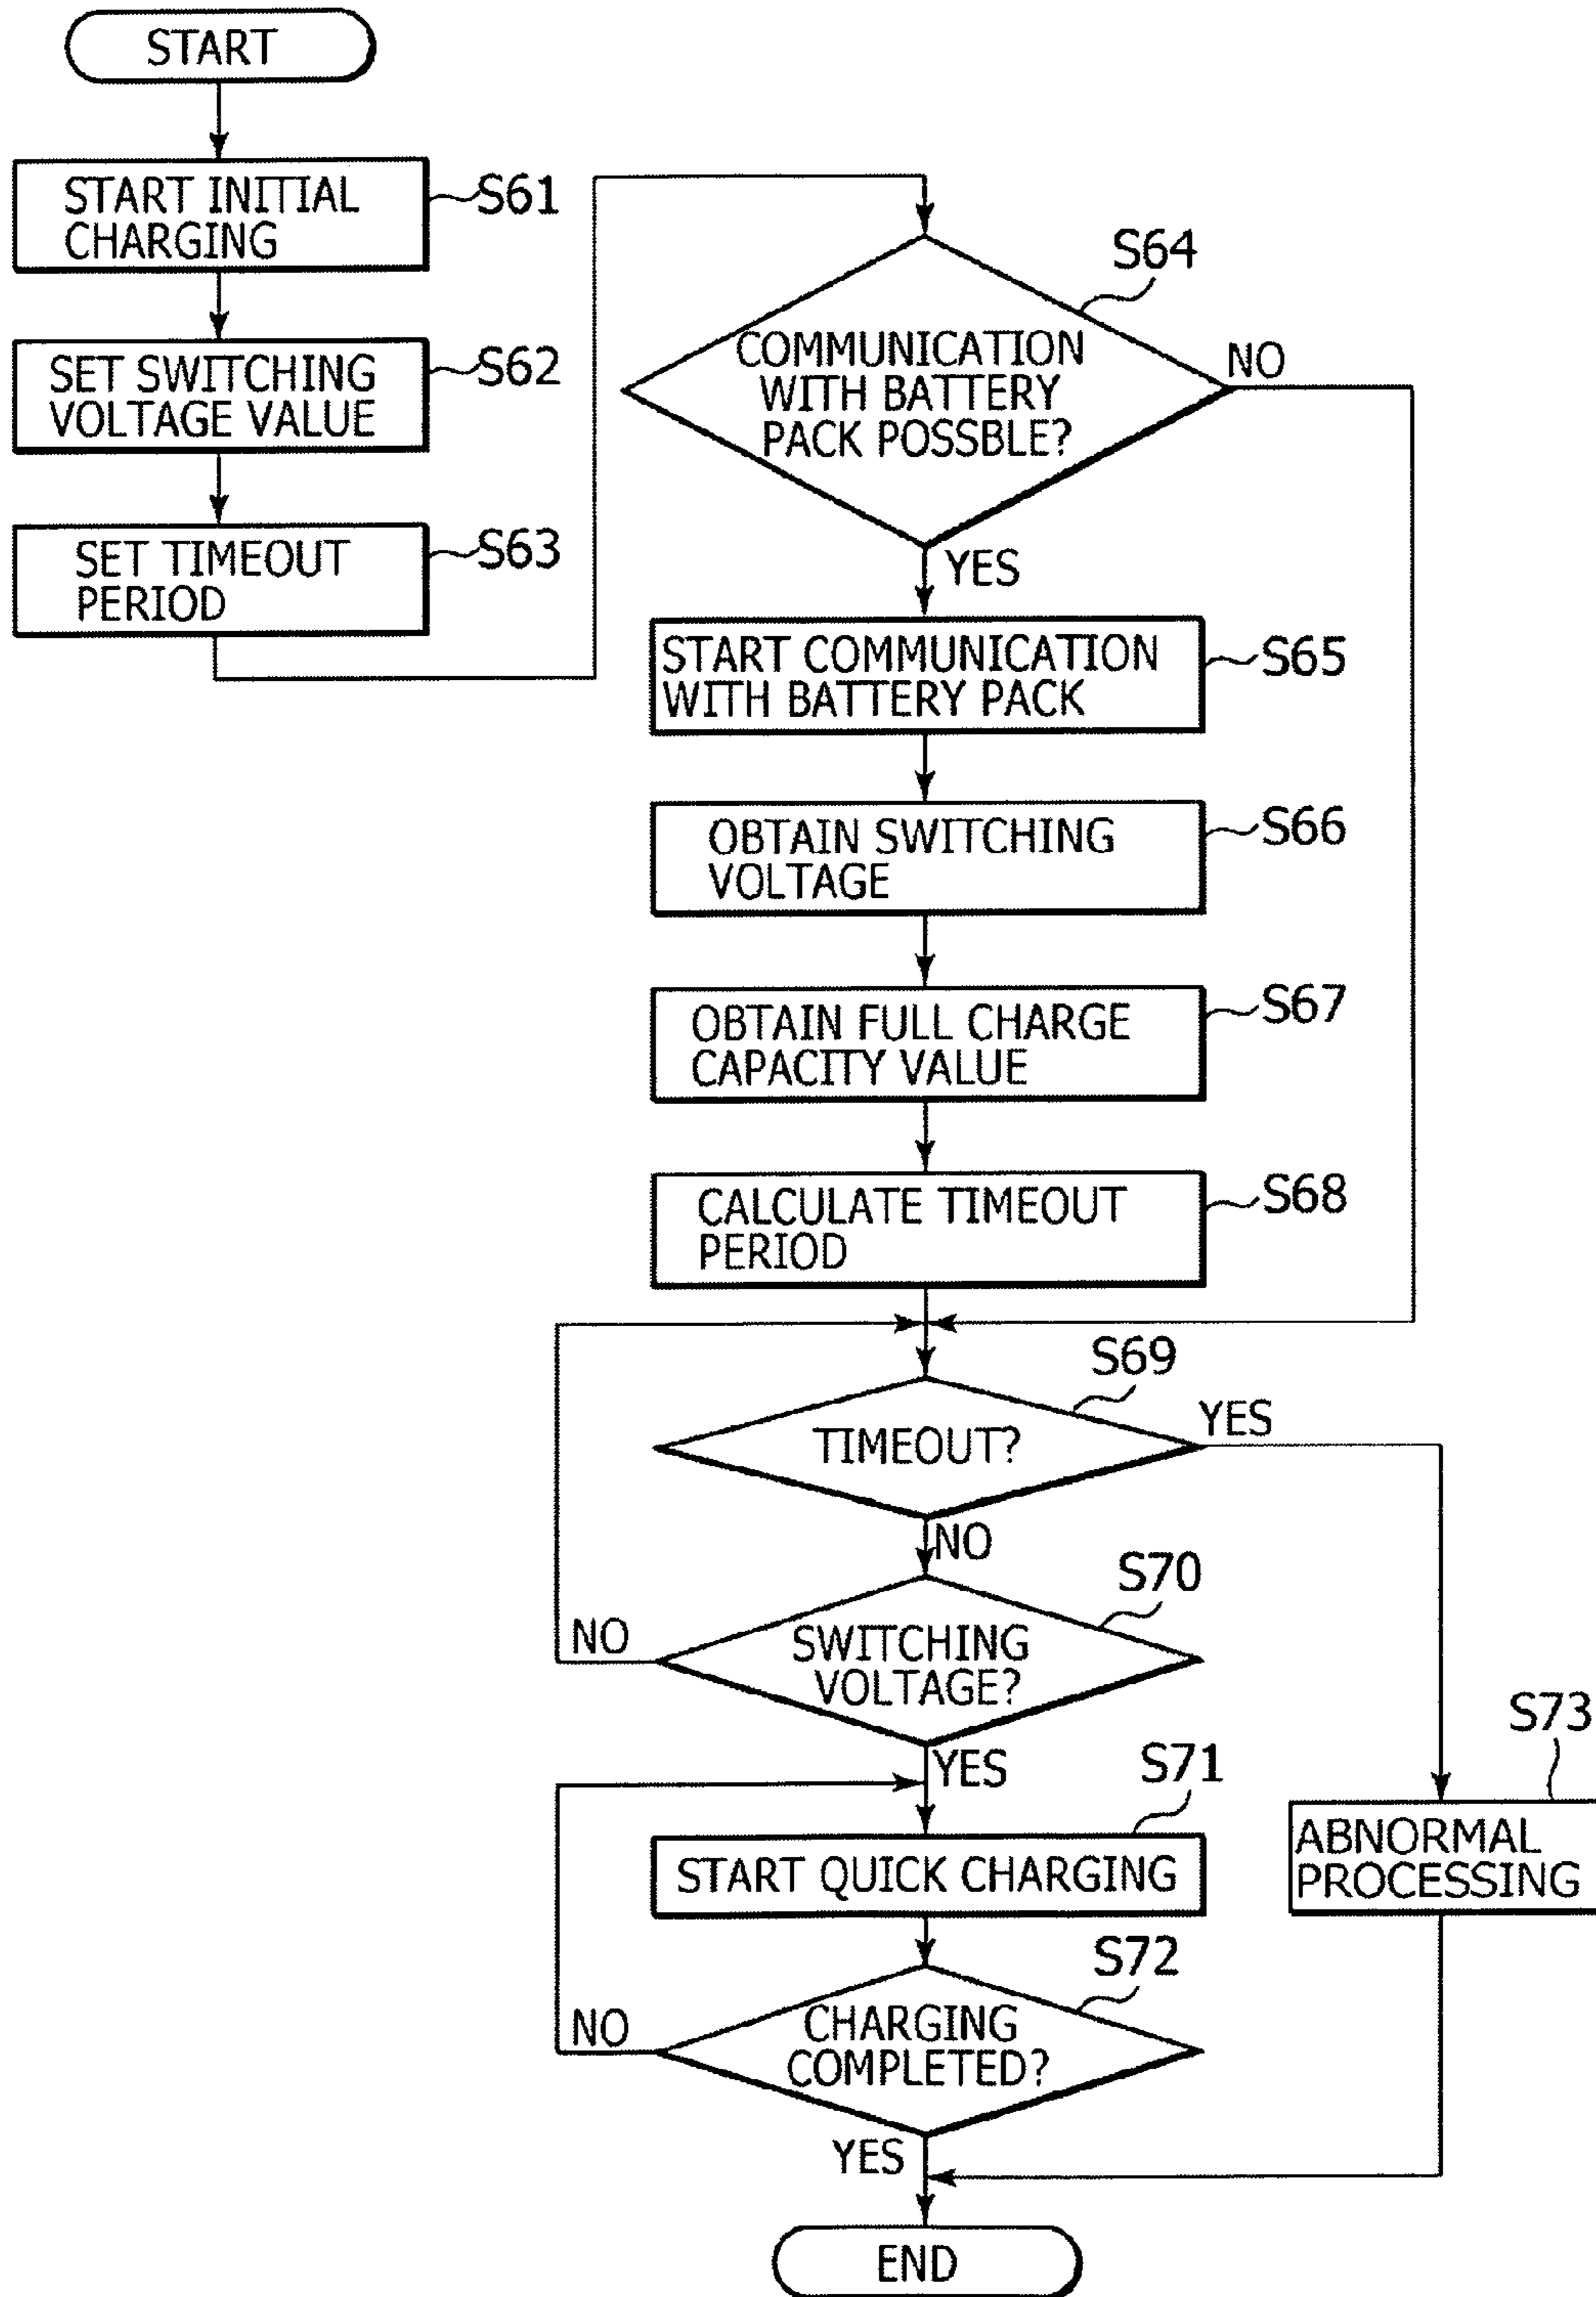 START
START INITIAL
CHARGING
S61
SET SWITCHING
VOLTAGE VALUE
S62
SET TIMEOUT
PERIOD
S63
S64
COMMUNICATION
WITH BATTERY
PACK POSSBLE?
NO
YES
START COMMUNICATION
WITH BATTERY PACK
S65
OBTAIN SWITCHING
VOLTAGE
S66
OBTAIN FULL CHARGE
CAPACITY VALUE
S67
CALCULATE TIMEOUT
PERIOD
S68
S69
TIMEOUT?
YES
NO
S70
SWITCHING
VOLTAGE?
NO
YES
S71
START QUICK CHARGING
S73
ABNORMAL
PROCESSING
S72
CHARGING
COMPLETED?
NO
YES
END